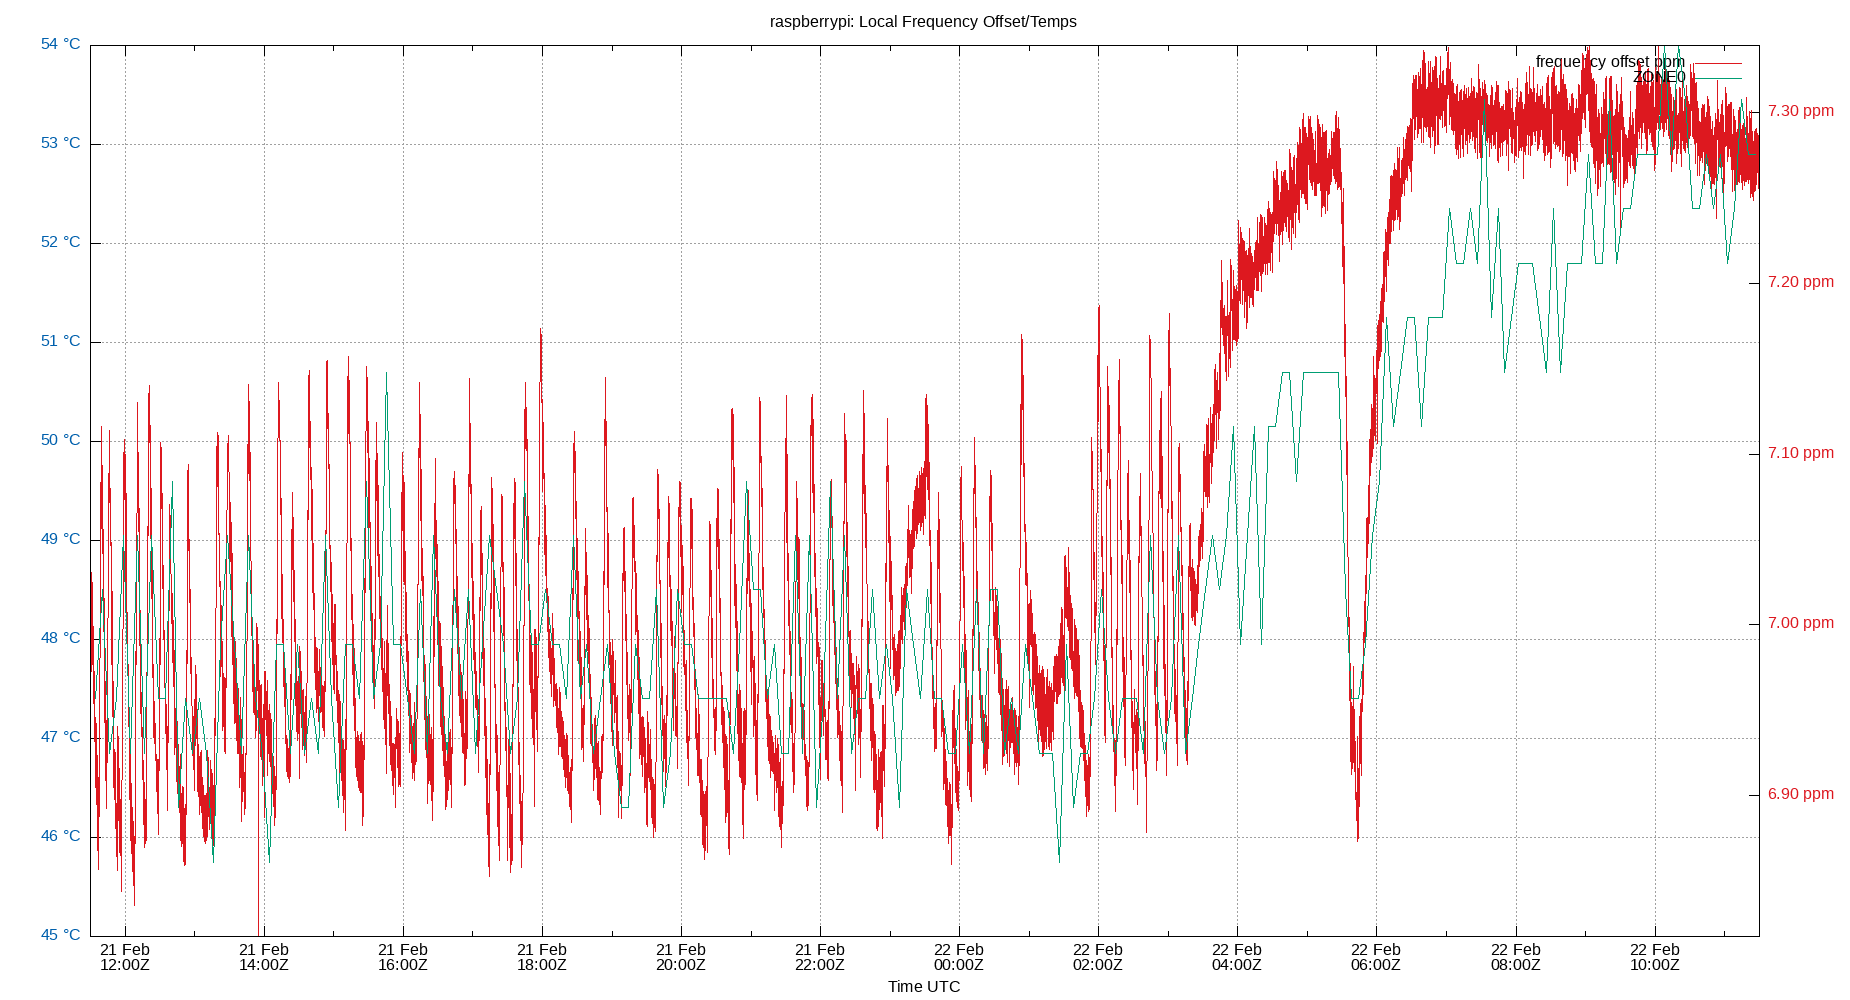 raspberrypi: Local Frequency Offset/Temps
54 °C
53 °C
52 °C
51 °C
50 °C
49 °C
48 °C
47 °C
46 °C
45 °C
frequency offset ppm
ZONE0
7.30 ppm
7.20 ppm
7.10 ppm
7.00 ppm
6.90 ppm
21 Feb
12:00Z
21 Feb
14:00Z
21 Feb
16:00Z
21 Feb
18:00Z
21 Feb
20:00Z
21 Feb
22:00Z
22 Feb
00:00Z
22 Feb
02:00Z
22 Feb
04:00Z
22 Feb
06:00Z
22 Feb
08:00Z
22 Feb
10:00Z
Time UTC